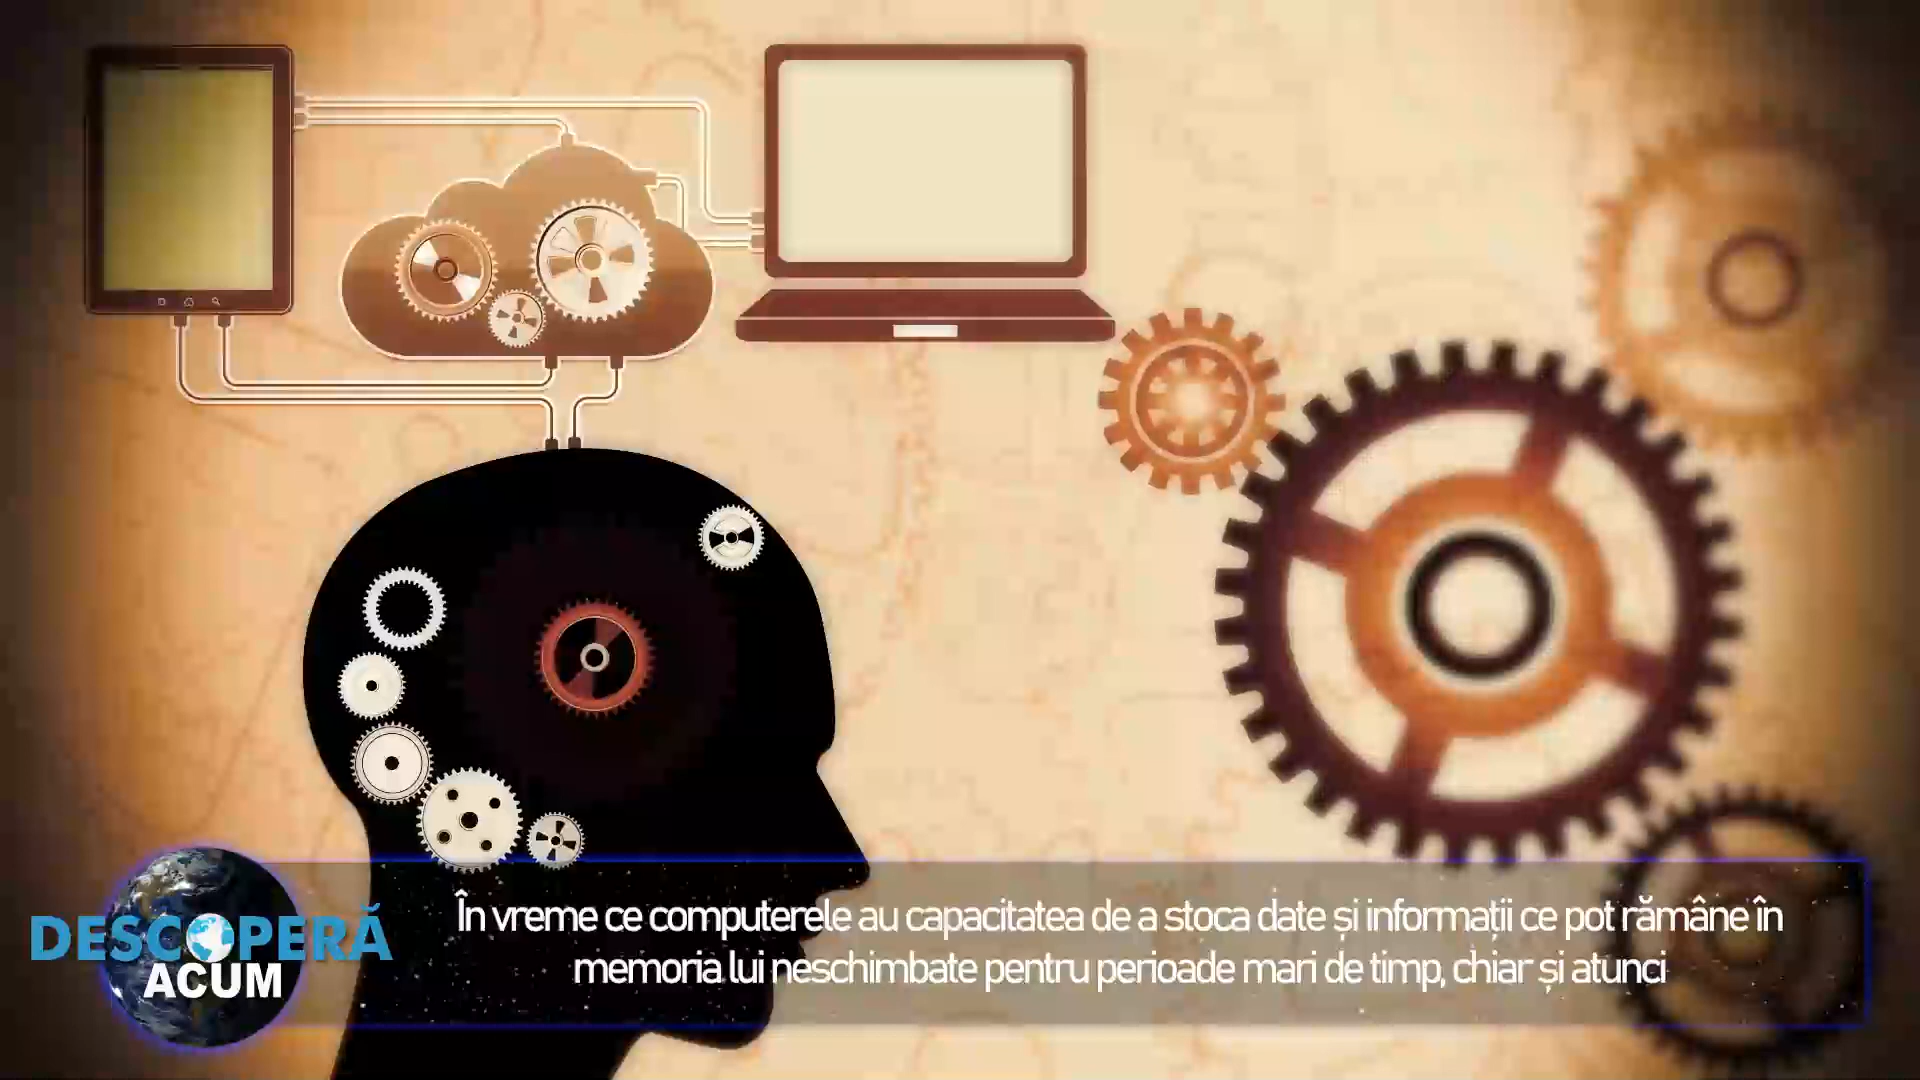 DESCOPERĂ
ACUM
În vreme ce computerele au capacitatea de a stoca date și informații ce pot rămâne în
memoria lui neschimbate pentru perioade mari de timp, chiar și atunci